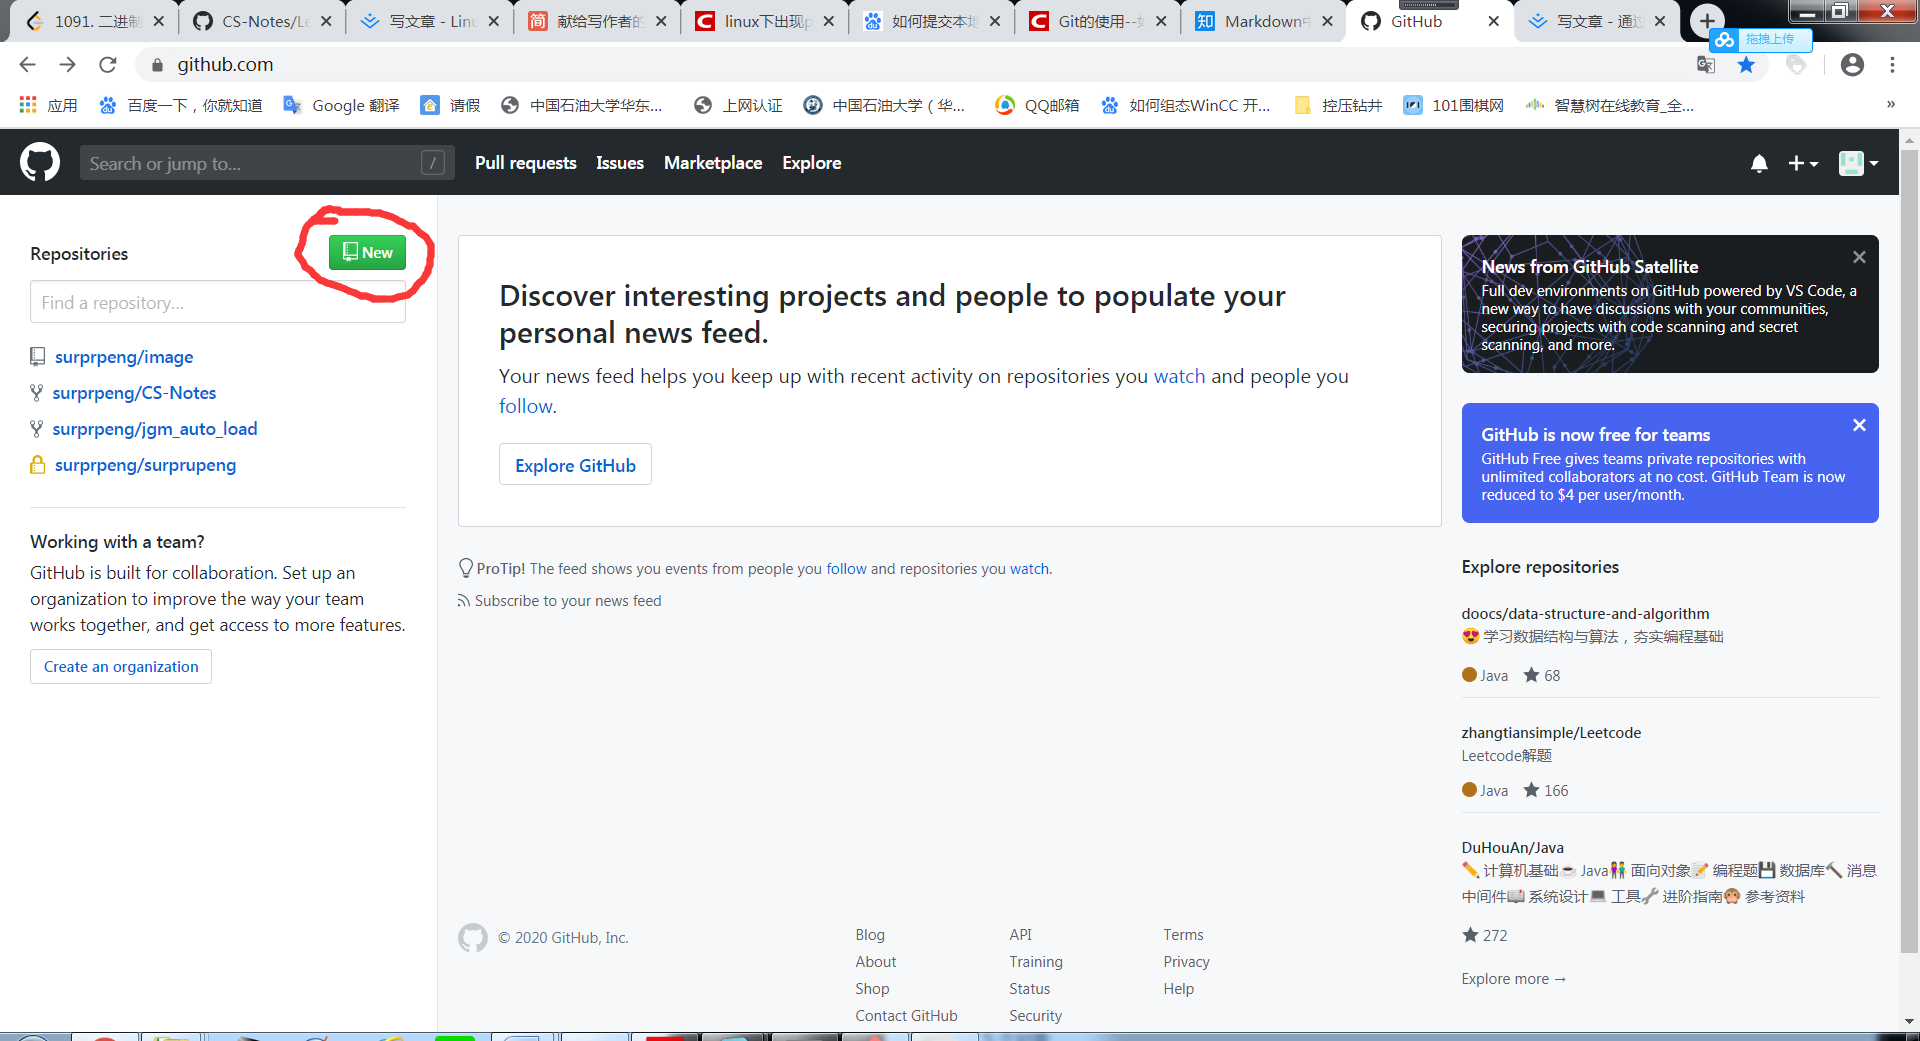 1091. 二进制
CS-Notes/Le
写文章 - Linu
献给写作者的
linux下出现p
如何提交本地
Git的使用--如
Markdown中
GitHub
写文章 - 通过
拖拽上传
github.com
应用
百度一下，你就知道
Google 翻译
请假
中国石油大学华东...
上网认证
中国石油大学（华...
QQ邮箱
如何组态WinCC 开...
控压钻井
101围棋网
智慧树在线教育_全...
»
Search or jump to...
/
Pull requests
Issues
Marketplace
Explore
Repositories
New
Find a repository...
surprpeng/image
surprpeng/CS-Notes
surprpeng/jgm_auto_load
surprpeng/surprupeng
Working with a team?
GitHub is built for collaboration. Set up an
organization to improve the way your team
works together, and get access to more features.
Create an organization
Discover interesting projects and people to populate your
personal news feed.
Your news feed helps you keep up with recent activity on repositories you watch and people you
follow.
Explore GitHub
ProTip! The feed shows you events from people you follow and repositories you watch.
Subscribe to your news feed
News from GitHub Satellite
Full dev environments on GitHub powered by VS Code, a
new way to have discussions with your communities,
securing projects with code scanning and secret
scanning, and more.
GitHub is now free for teams
GitHub Free gives teams private repositories with
unlimited collaborators at no cost. GitHub Team is now
reduced to $4 per user/month.
Explore repositories
doocs/data-structure-and-algorithm
😍 学习数据结构与算法，夯实编程基础
Java ★ 68
zhangtiansimple/Leetcode
Leetcode解题
Java ★ 166
DuHouAn/Java
✏️ 计算机基础☕ Java👫 面向对象📝 编程题💾 数据库🔨 消息
中间件📖 系统设计💻 工具🔧 进阶指南🐵 参考资料
★ 272
Explore more →
© 2020 GitHub, Inc.
Blog
About
Shop
Contact GitHub
API
Training
Status
Security
Terms
Privacy
Help